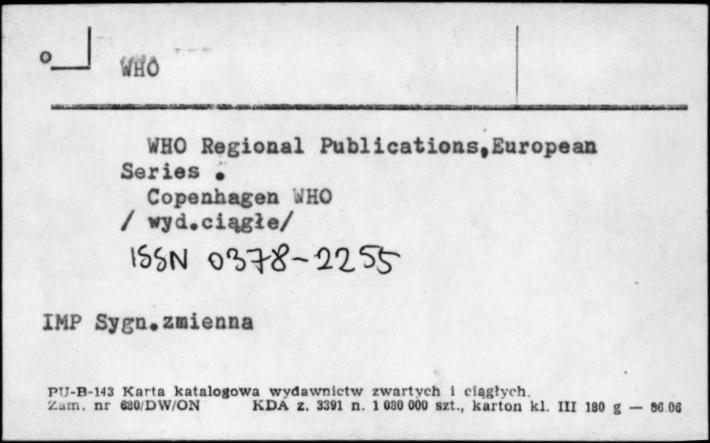 WHO
WHO Regional Publications,European
Series .
Copenhagen WHO
/ wyd.ciągłe/
ISSN 0378-2255
IMP Sygn.zmienna
PU-B-143 Karta katalogowa wydawnictw zwartych i ciągłych.
Zam. nr 680/DW/ON KDA z. 3391 n. 1 080 000 szt., karton kl. III 180 g — 86.06